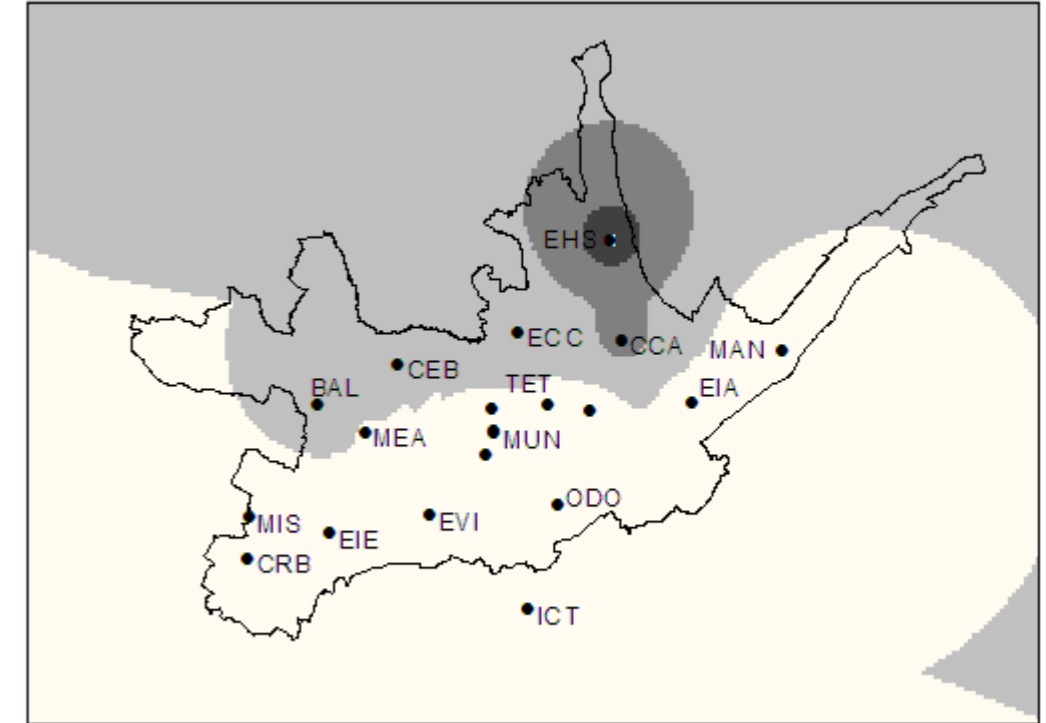 EHS
ECC
CCA
MAN
CEB
BAL
TET
EIA
MEA
MUN
ODO
MIS
EVI
EIE
CRB
ICT